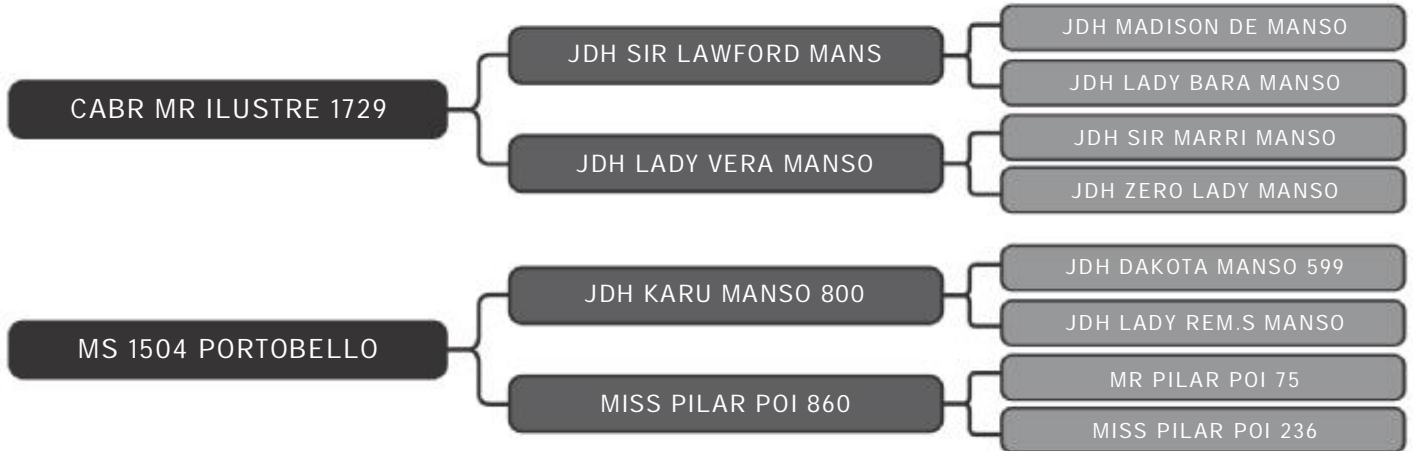 CABR MR ILUSTRE 1729
JDH SIR LAWFORD MANS
JDH MADISON DE MANSO
JDH LADY BARA MANSO
JDH LADY VERA MANSO
JDH SIR MARRI MANSO
JDH ZERO LADY MANSO
MS 1504 PORTOBELLO
JDH KARU MANSO 800
JDH DAKOTA MANSO 599
JDH LADY REM.S MANSO
MISS PILAR POI 860
MR PILAR POI 75
MISS PILAR POI 236